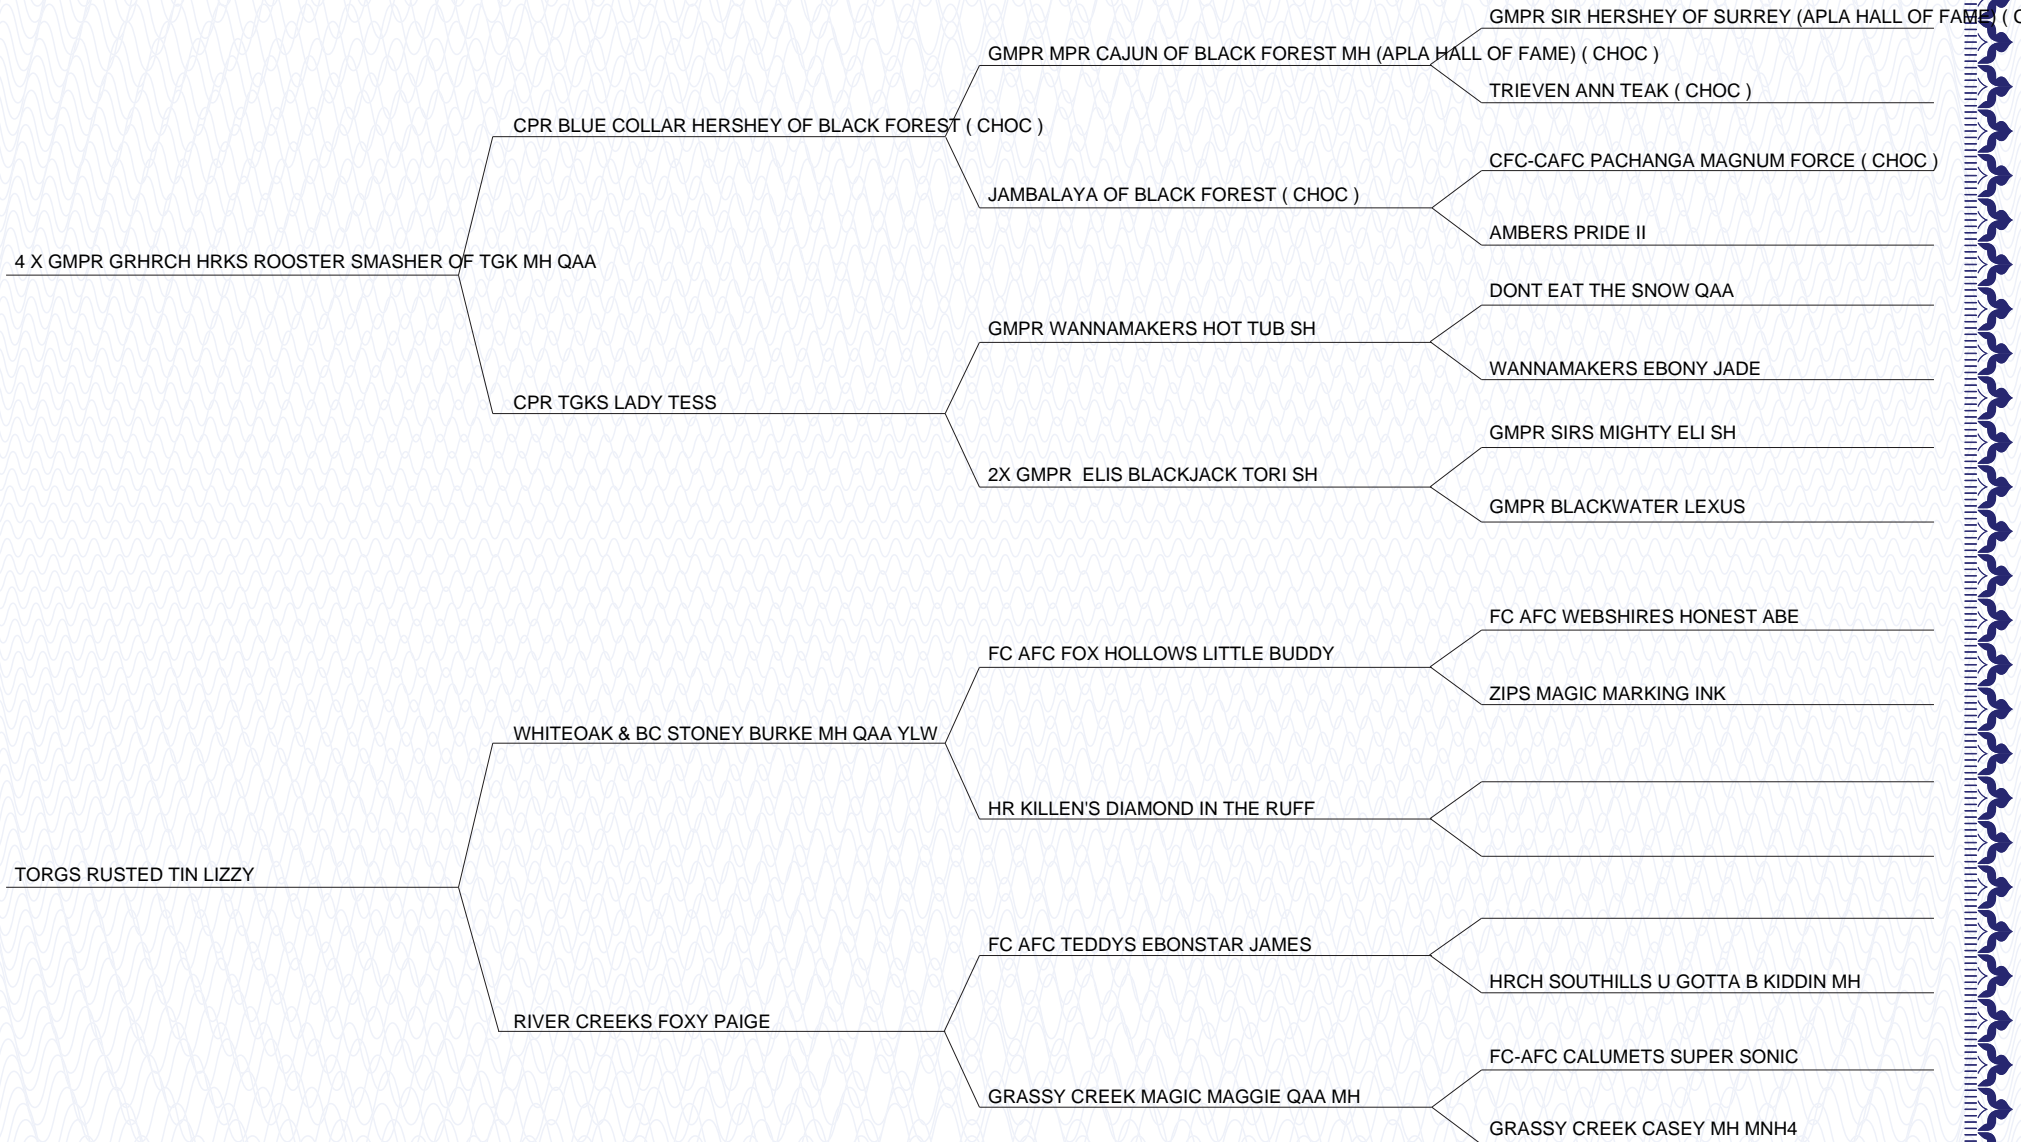 GMPR SIR HERSHEY OF SURREY (APLA HALL OF FAME) ( C
GMPR MPR CAJUN OF BLACK FOREST MH (APLA HALL OF FAME) ( CHOC )
TRIEVEN ANN TEAK ( CHOC )
CPR BLUE COLLAR HERSHEY OF BLACK FOREST ( CHOC )
CFC-CAFC PACHANGA MAGNUM FORCE ( CHOC )
JAMBALAYA OF BLACK FOREST ( CHOC )
AMBERS PRIDE II
4 X GMPR GRHRCH HRKS ROOSTER SMASHER OF TGK MH QAA
DONT EAT THE SNOW QAA
GMPR WANNAMAKERS HOT TUB SH
WANNAMAKERS EBONY JADE
CPR TGKS LADY TESS
GMPR SIRS MIGHTY ELI SH
2X GMPR  ELIS BLACKJACK TORI SH
GMPR BLACKWATER LEXUS
FC AFC WEBSHIRES HONEST ABE
FC AFC FOX HOLLOWS LITTLE BUDDY
ZIPS MAGIC MARKING INK
WHITEOAK & BC STONEY BURKE MH QAA YLW
HR KILLEN'S DIAMOND IN THE RUFF
TORGS RUSTED TIN LIZZY
FC AFC TEDDYS EBONSTAR JAMES
HRCH SOUTHILLS U GOTTA B KIDDIN MH
RIVER CREEKS FOXY PAIGE
FC-AFC CALUMETS SUPER SONIC
GRASSY CREEK MAGIC MAGGIE QAA MH
GRASSY CREEK CASEY MH MNH4